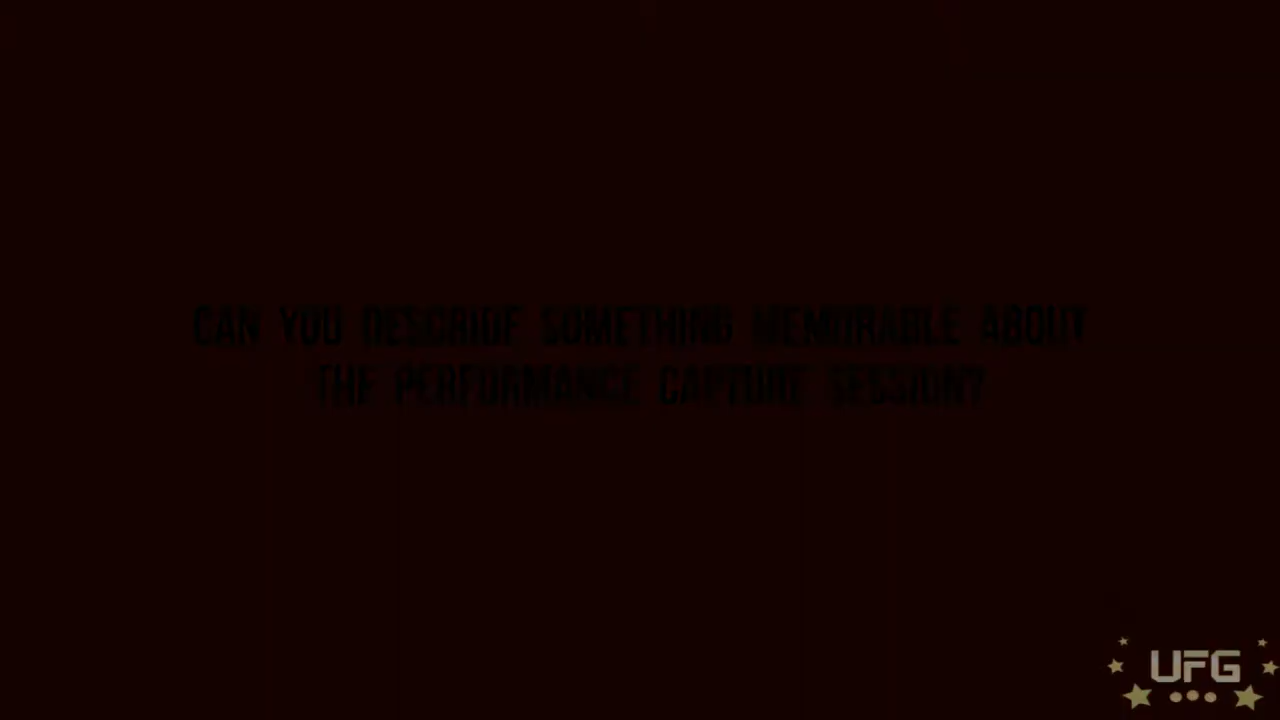 CAN YOU DESCRIBE SOMETHING MEMORABLE ABOUT
THE PERFORMANCE CAPTURE SESSION?
UFG